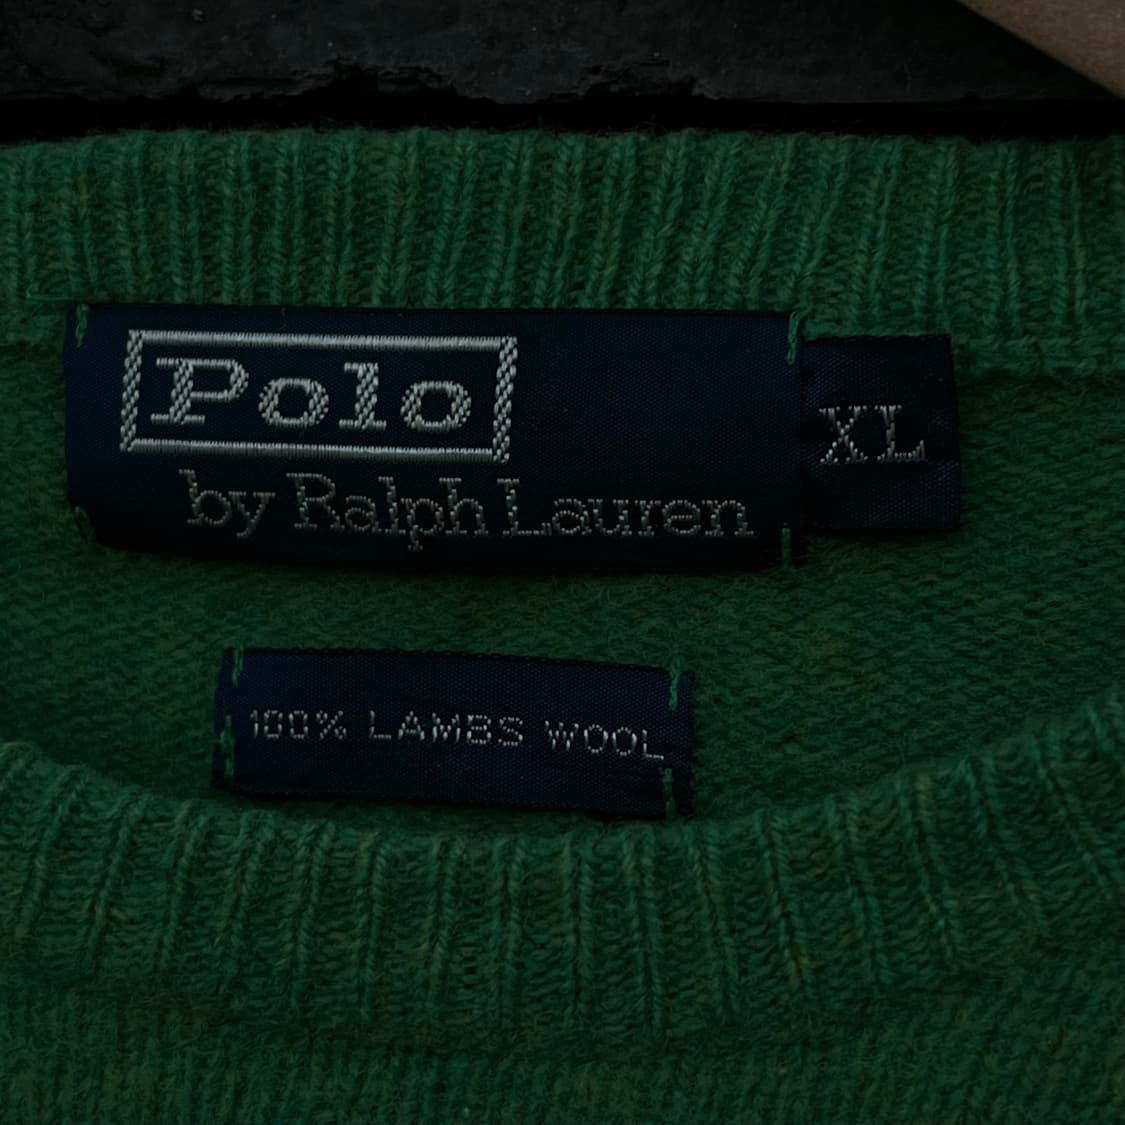 Polo
by Ralph Lauren
XL
100% LAMBS WOOL